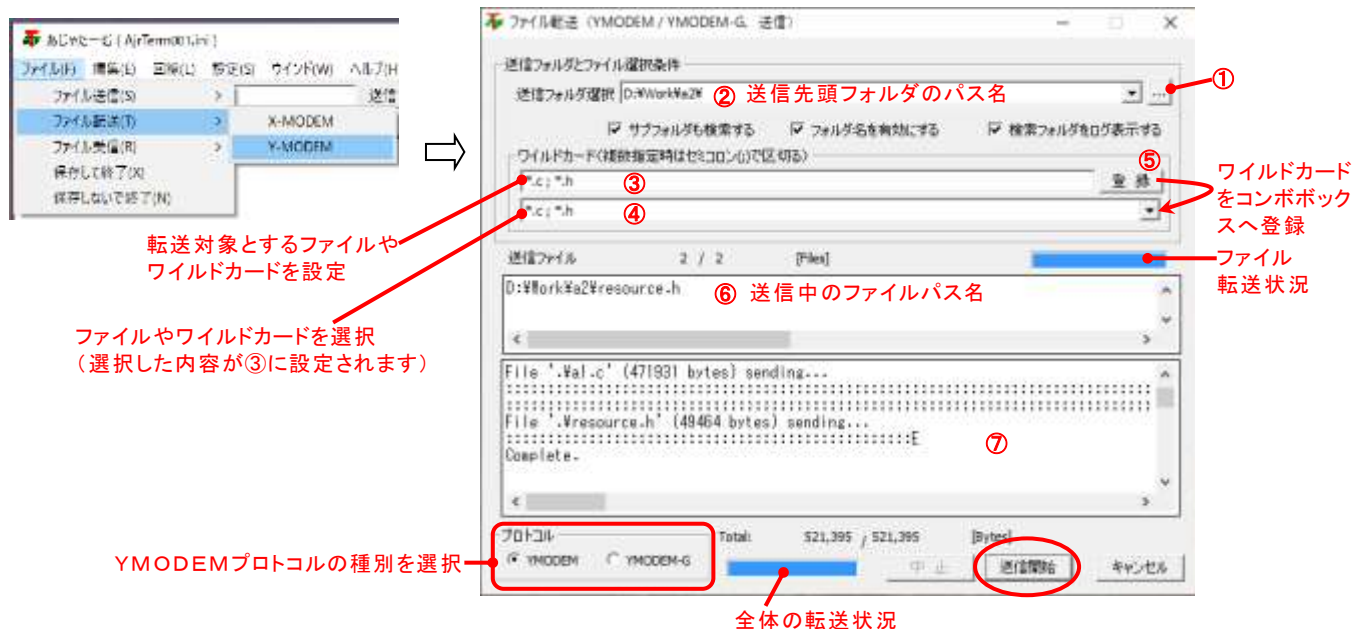 あじゃたーむ ( AjrTerm001.ini )
ファイル(F) 編集(E) 回線(L) 設定(S) ウインド(W) ヘルプ(H
ファイル送信(S) > 送信
ファイル転送(T) > X-MODEM
ファイル受信(R) > Y-MODEM
保存して終了(X)
保存しないで終了(N)
転送対象とするファイルや
ワイルドカードを設定
ファイルやワイルドカードを選択
（選択した内容が③に設定されます）
ファイル転送 （YMODEM / YMODEM-G, 送信）
送信フォルダとファイル選択条件
送信フォルダ選択 D:¥Work¥a2¥ ② 送信先頭フォルダのパス名 ... ①
サブフォルダも検索する フォルダ名を有効にする 検索フォルダをログ表示する
ワイルドカード(複数指定時はセミコロン(;)で区切る)
*.c; *.h ③ 登 録 ⑤
*.c; *.h ④
ワイルドカード
をコンボボック
スへ登録
送信ファイル 2 / 2 [Files]
ファイル
転送状況
D:¥Work¥a2¥resource.h ⑥ 送信中のファイルパス名
File '.¥al.c' (471931 bytes) sending...
File '.¥resource.h' (49464 bytes) sending...
E
Complete.
⑦
プロトコル Total: 521,395 / 521,395 [Bytes]
YMODEM YMODEM-G 中 止 送信開始 キャンセル
YMODEMプロトコルの種別を選択
全体の転送状況